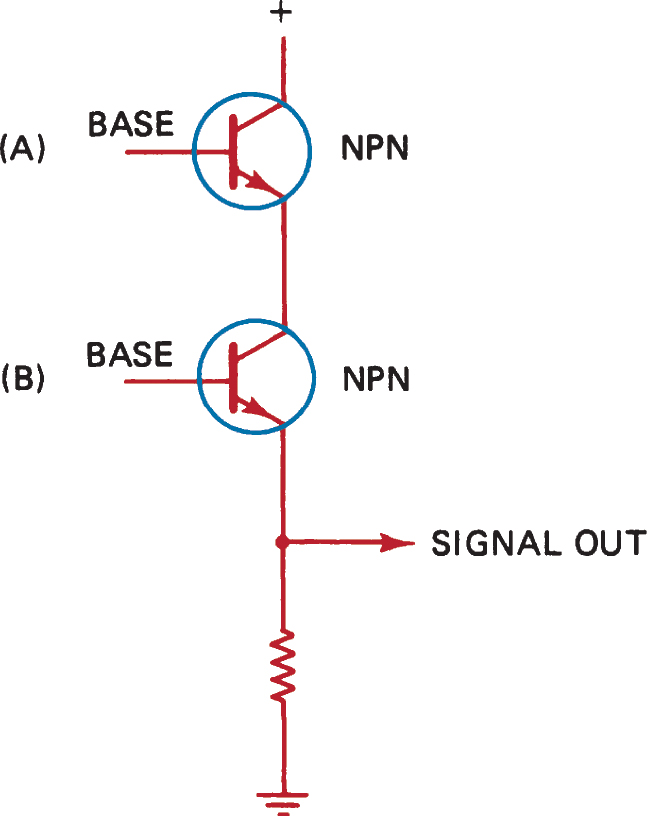 +
BASE
(A) NPN
BASE
(B) NPN
SIGNAL OUT